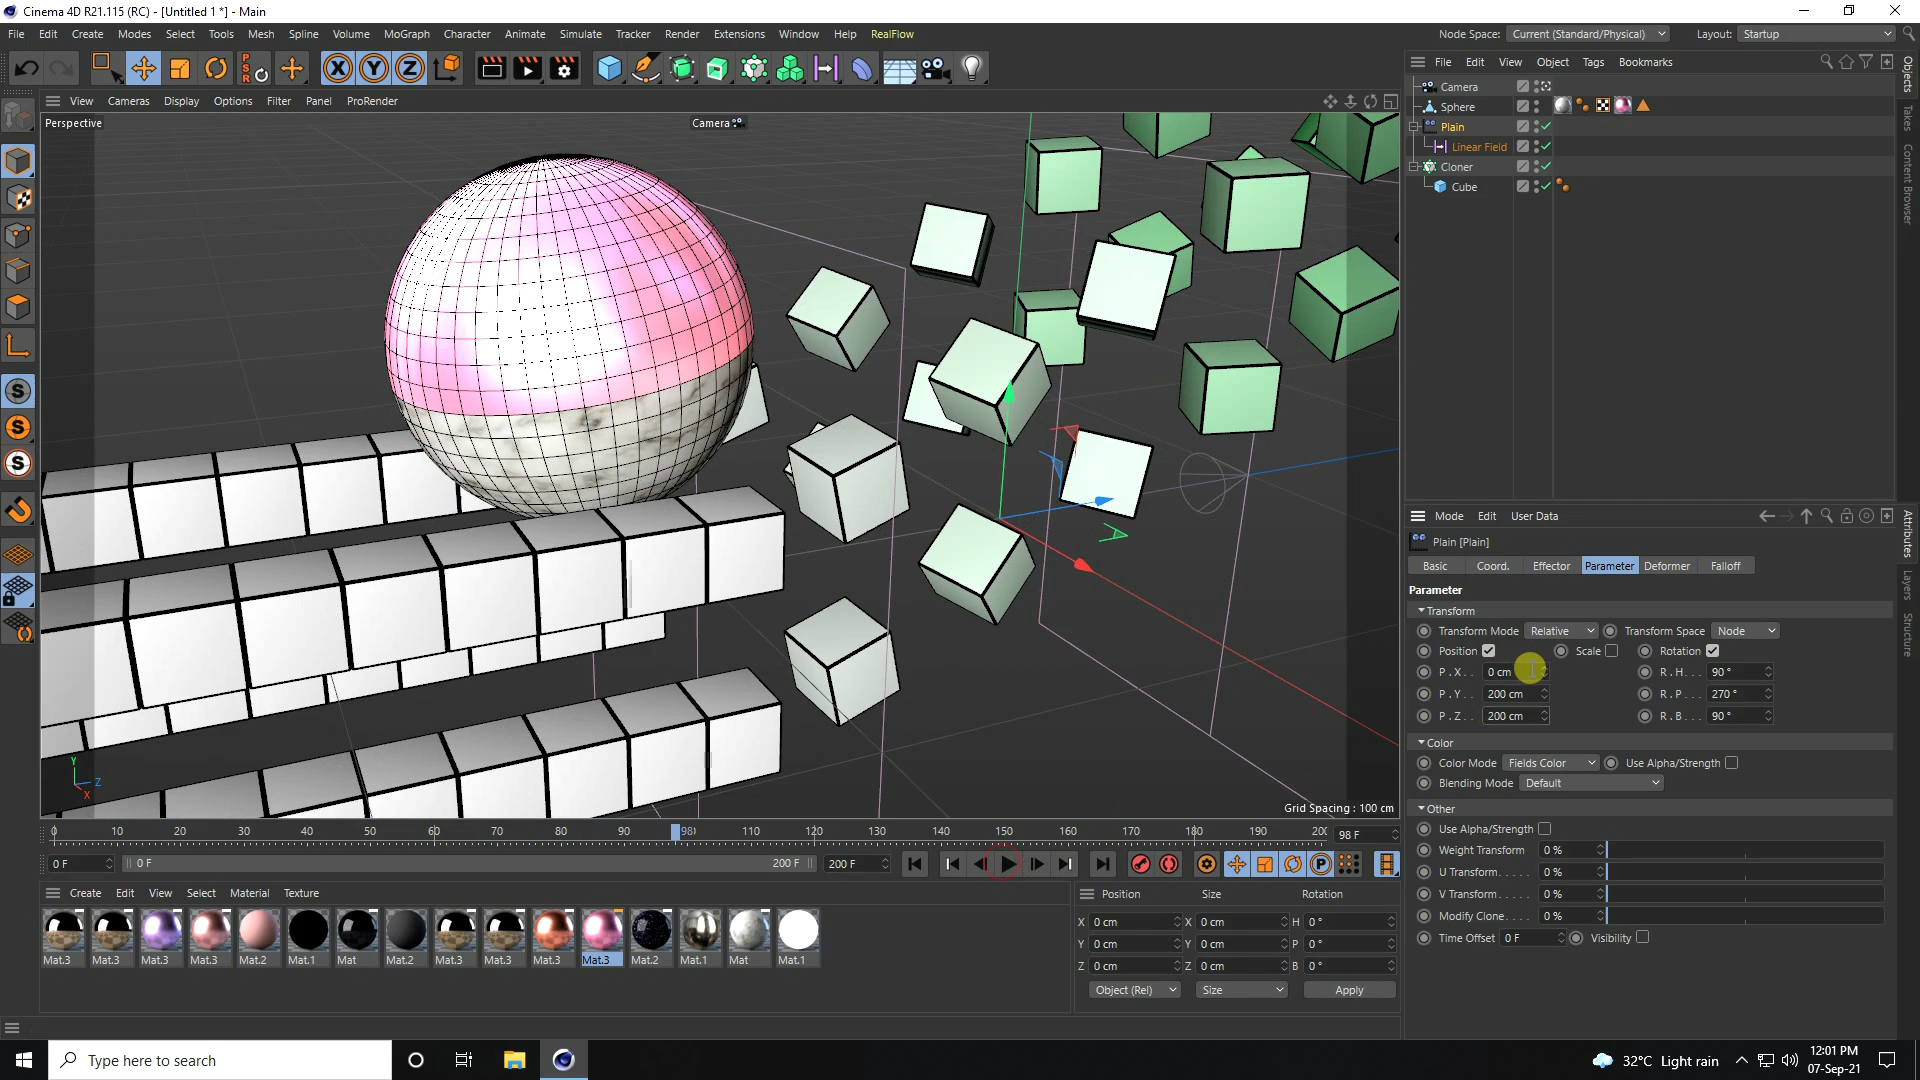 Cinema 4D R21.115 (RC) - [Untitled 1 *] - Main
File Edit Create Modes Select Tools Mesh Spline Volume MoGraph Character Animate Simulate Tracker Render Extensions Window Help RealFlow
Node Space: Current (Standard/Physical) Layout: Startup
View Cameras Display Options Filter Panel ProRender
Perspective
Camera
Grid Spacing : 100 cm
File Edit View Object Tags Bookmarks
Camera
Sphere
Plain
Linear Field
Cloner
Cube
Objects
Takes
Content Browser
Mode Edit User Data
Plain [Plain]
Basic Coord. Effector Parameter Deformer Falloff
Parameter
Transform
Transform Mode Relative Transform Space Node
Position Scale Rotation
P . X . . 0 cm R . H . . . 90 °
P . Y . . 200 cm R . P . . . 270 °
P . Z . . 200 cm R . B . . . 90 °
Color
Color Mode Fields Color Use Alpha/Strength
Blending Mode Default
Other
Use Alpha/Strength
Weight Transform 0 %
U Transform . . . . . 0 %
V Transform . . . . . 0 %
Modify Clone . . . . 0 %
Time Offset 0 F Visibility
Attributes
Layers
Structure
Y
Z
X
0 10 20 30 40 50 60 70 80 90 98 110 120 130 140 150 160 170 180 190 200 98 F
0 F 0 F 200 F 200 F
Create Edit View Select Material Texture
Mat.3 Mat.3 Mat.3 Mat.3 Mat.2 Mat.1 Mat Mat.2 Mat.3 Mat.3 Mat.3 Mat.3 Mat.2 Mat.1 Mat Mat.1
Position Size Rotation
X 0 cm X 0 cm H 0 °
Y 0 cm Y 0 cm P 0 °
Z 0 cm Z 0 cm B 0 °
Object (Rel) Size Apply
Type here to search
32°C Light rain
12:01 PM
07-Sep-21